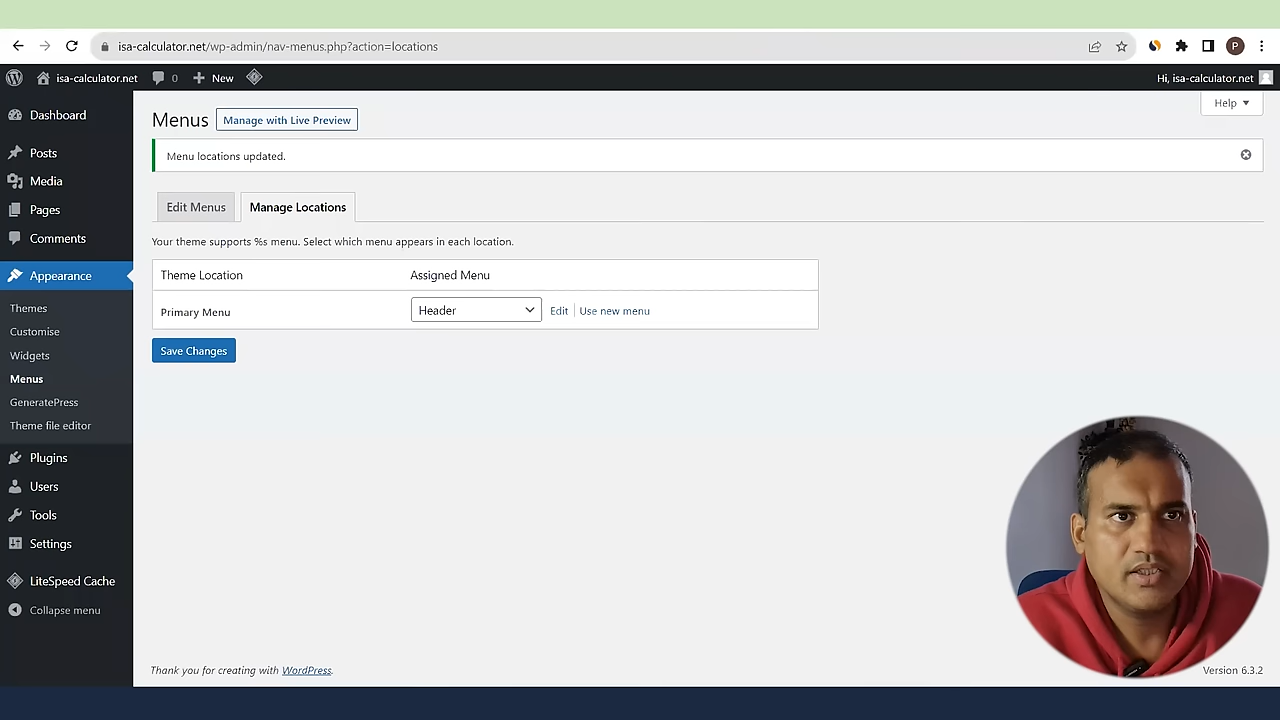 isa-calculator.net/wp-admin/nav-menus.php?action=locations
P
isa-calculator.net 0 New
Hi, isa-calculator.net
Dashboard
Posts
Media
Pages
Comments
Appearance
Themes
Customise
Widgets
Menus
GeneratePress
Theme file editor
Plugins
Users
Tools
Settings
LiteSpeed Cache
Collapse menu
Help
Menus Manage with Live Preview
Menu locations updated.
Edit Menus Manage Locations
Your theme supports %s menu. Select which menu appears in each location.
Theme Location Assigned Menu
Primary Menu Header Edit Use new menu
Save Changes
Thank you for creating with WordPress.
Version 6.3.2